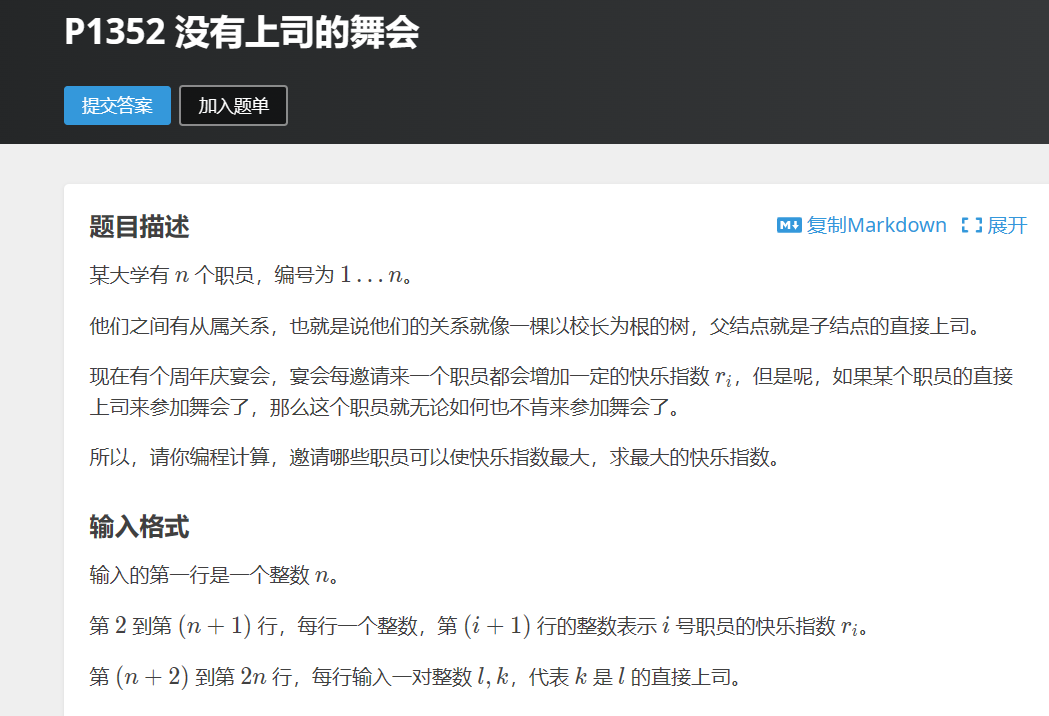 P1352 没有上司的舞会
提交答案 加入题单
题目描述 M↓ 复制Markdown 展开
某大学有 n 个职员，编号为 1…n。
他们之间有从属关系，也就是说他们的关系就像一棵以校长为根的树，父结点就是子结点的直接上司。
现在有个周年庆宴会，宴会每邀请来一个职员都会增加一定的快乐指数 rᵢ，但是呢，如果某个职员的直接
上司来参加舞会了，那么这个职员就无论如何也不肯来参加舞会了。
所以，请你编程计算，邀请哪些职员可以使快乐指数最大，求最大的快乐指数。
输入格式
输入的第一行是一个整数 n。
第 2 到第 (n + 1) 行，每行一个整数，第 (i + 1) 行的整数表示 i 号职员的快乐指数 rᵢ。
第 (n + 2) 到第 2n 行，每行输入一对整数 l, k，代表 k 是 l 的直接上司。